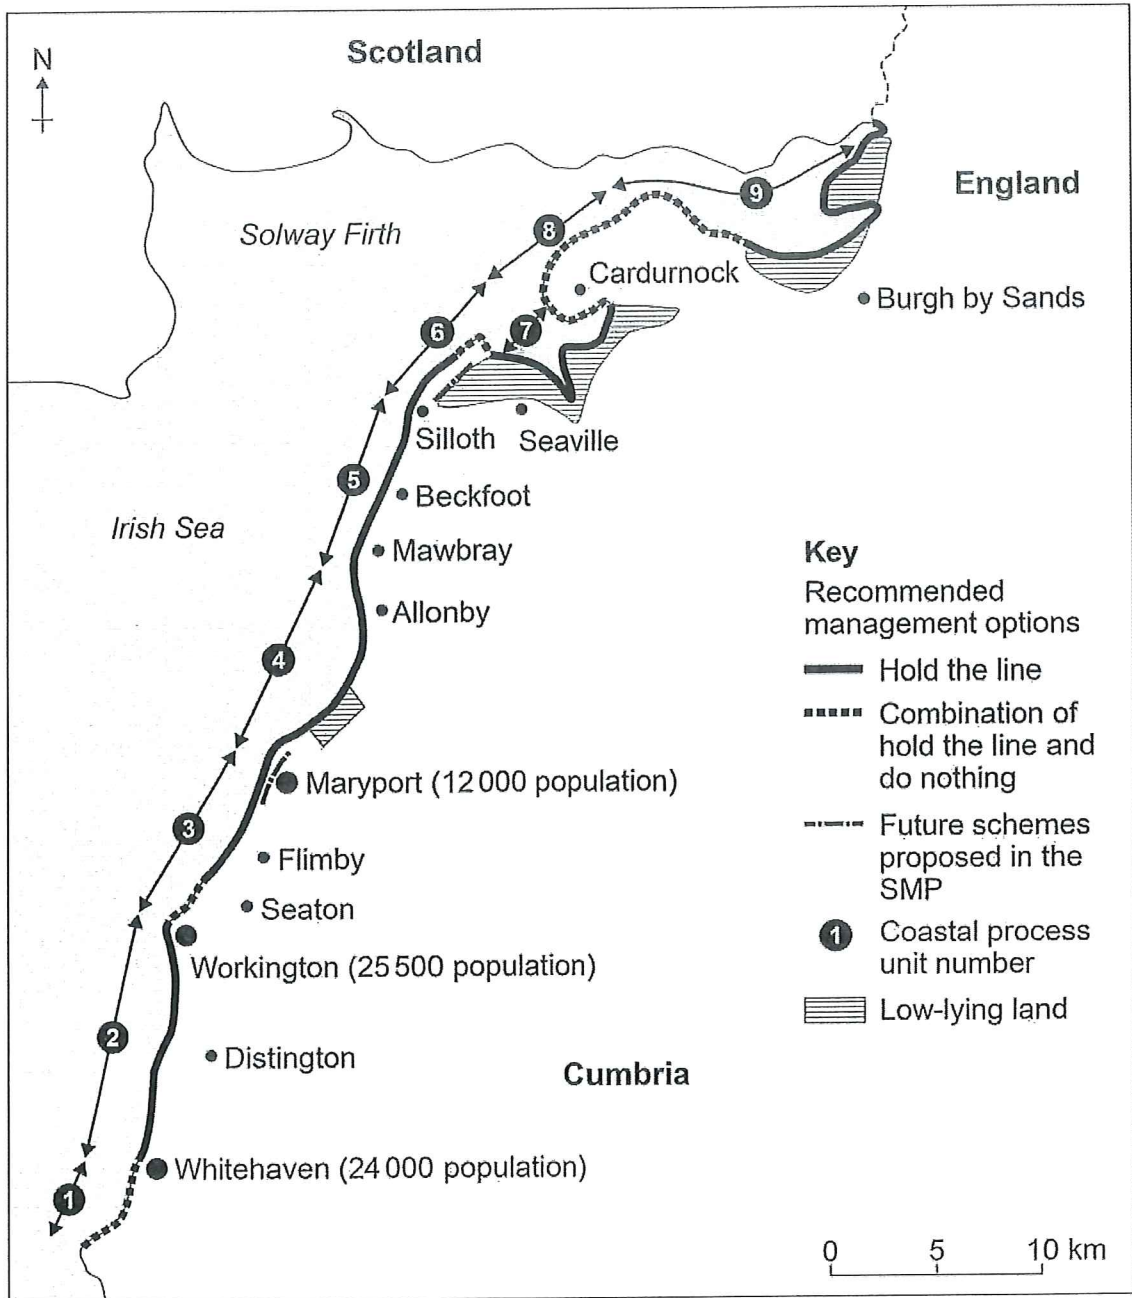 N
Scotland
England
Solway Firth
9
8
Cardurnock
Burgh by Sands
6
7
Silloth
Seaville
5
Beckfoot
Irish Sea
Mawbray
Allonby
4
Maryport (12 000 population)
3
Flimby
Seaton
Workington (25 500 population)
2
Distington
Cumbria
Whitehaven (24 000 population)
1
Key
Recommended
management options
Hold the line
Combination of
hold the line and
do nothing
Future schemes
proposed in the
SMP
1
Coastal process
unit number
Low-lying land
0 5 10 km